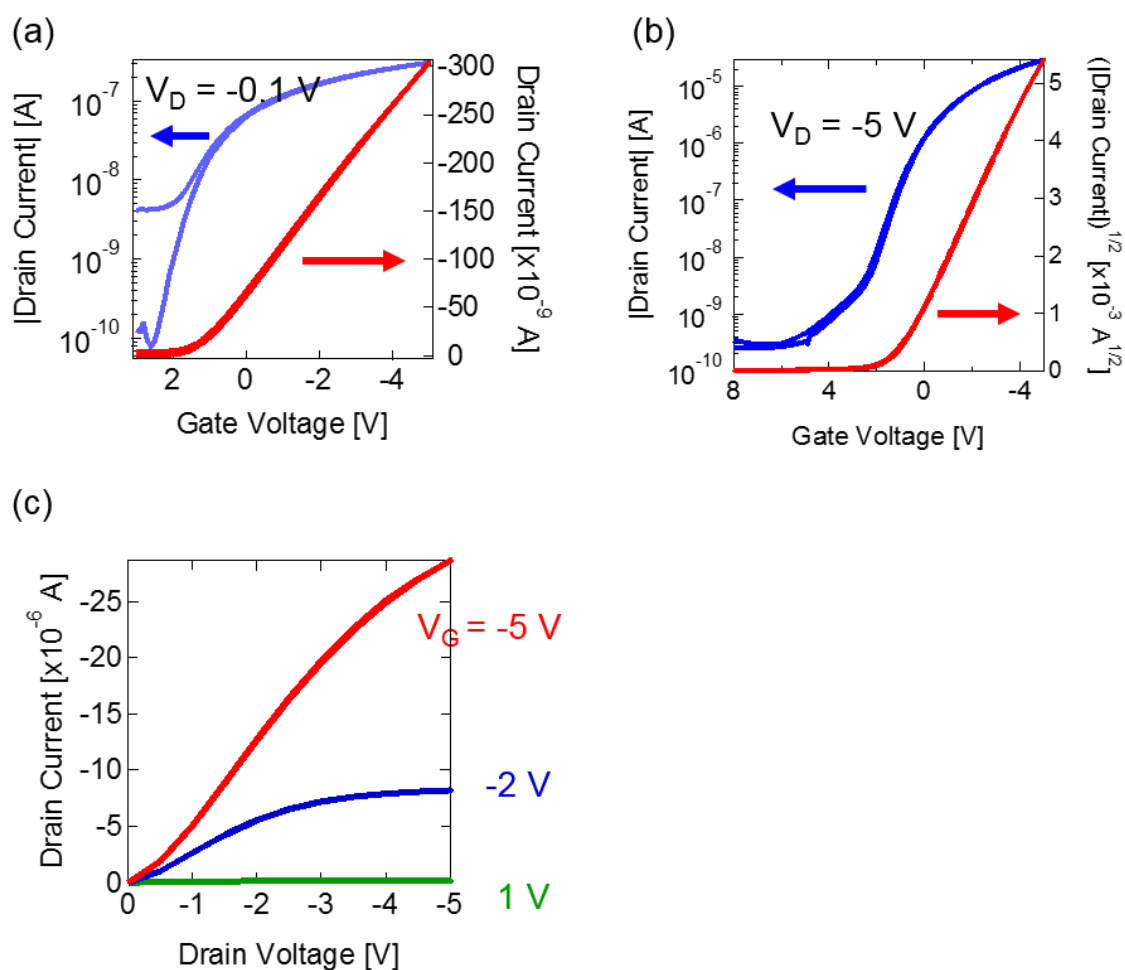 (a)
V_D = -0.1 V
|Drain Current| [A]
10^-7
10^-8
10^-9
10^-10
2
0
-2
-4
Gate Voltage [V]
-300
-250
-200
-150
-100
-50
0
Drain Current [x10^-9 A]
(b)
V_D = -5 V
|Drain Current| [A]
10^-5
10^-6
10^-7
10^-8
10^-9
10^-10
8
4
0
-4
Gate Voltage [V]
5
4
3
2
1
0
(|Drain Current|)^1/2 [x10^-3 A^1/2]
(c)
Drain Current [x10^-6 A]
-25
-20
-15
-10
-5
0
0
-1
-2
-3
-4
-5
Drain Voltage [V]
V_G = -5 V
-2 V
1 V